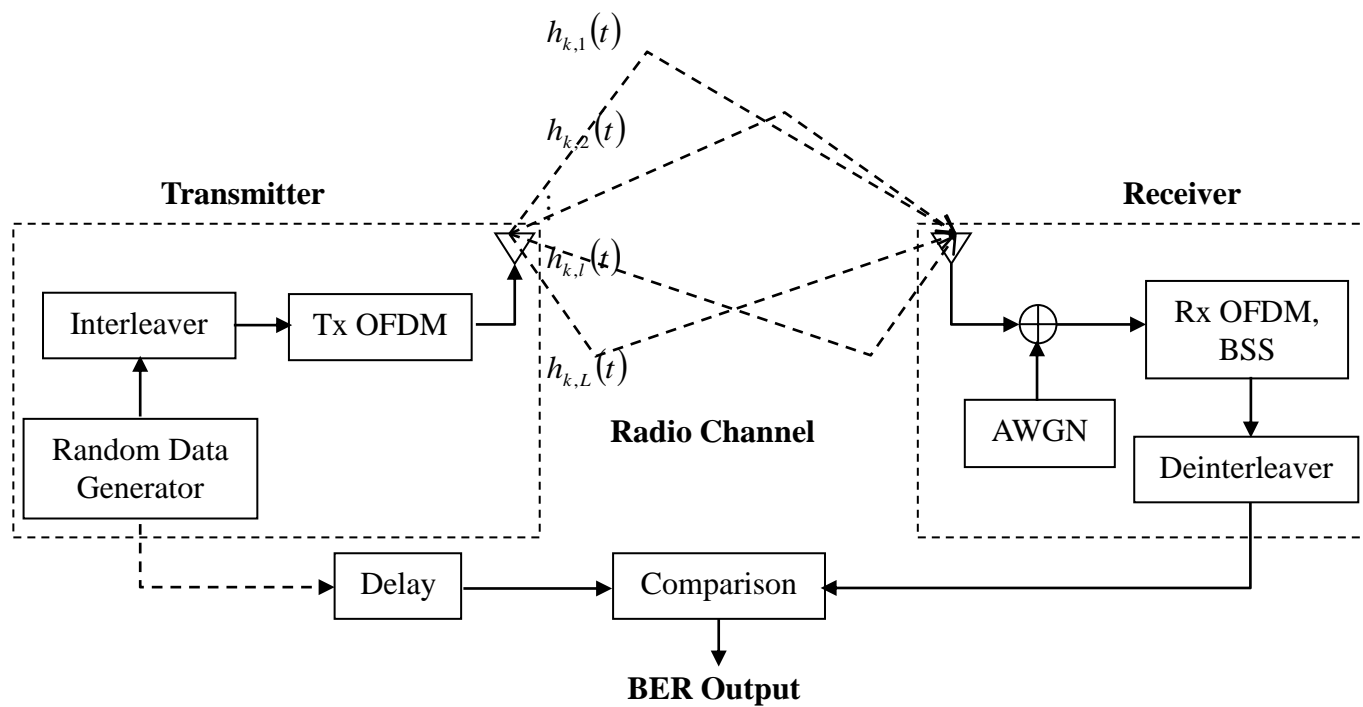 h_{k,1}(t)
h_{k,2}(t)
Transmitter
Receiver
h_{k,l}(t)
Interleaver
Tx OFDM
Rx OFDM,
BSS
h_{k,L}(t)
Radio Channel
AWGN
Random Data
Generator
Deinterleaver
Delay
Comparison
BER Output